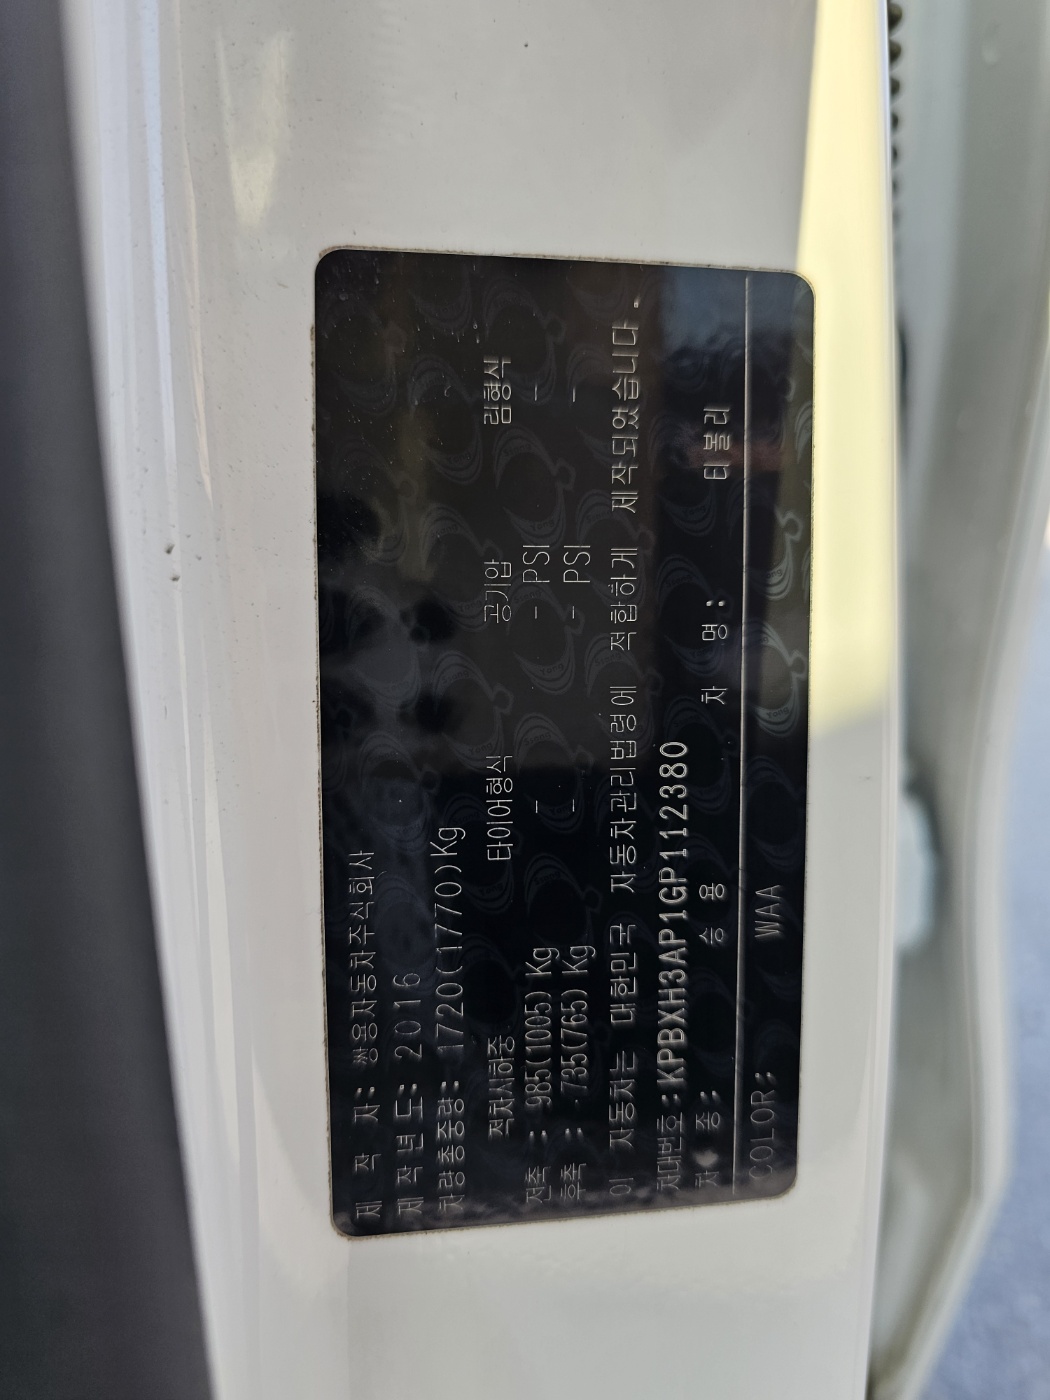 제 작 자: 쌍용자동차주식회사
제작년도: 2016
차량총중량: 1720(1770)Kg
적차시하중 타이어형식 공기압 림형식
전축 : 985(1005) Kg - - PSI -
후축 : 735(765) Kg - - PSI -
이 자동차는 대한민국 자동차관리법령에 적합하게 제작되었습니다.
차대번호:KPBXH3AP1GP112380
차 종: 승 용 차 명: 티볼리
COLOR: WAA